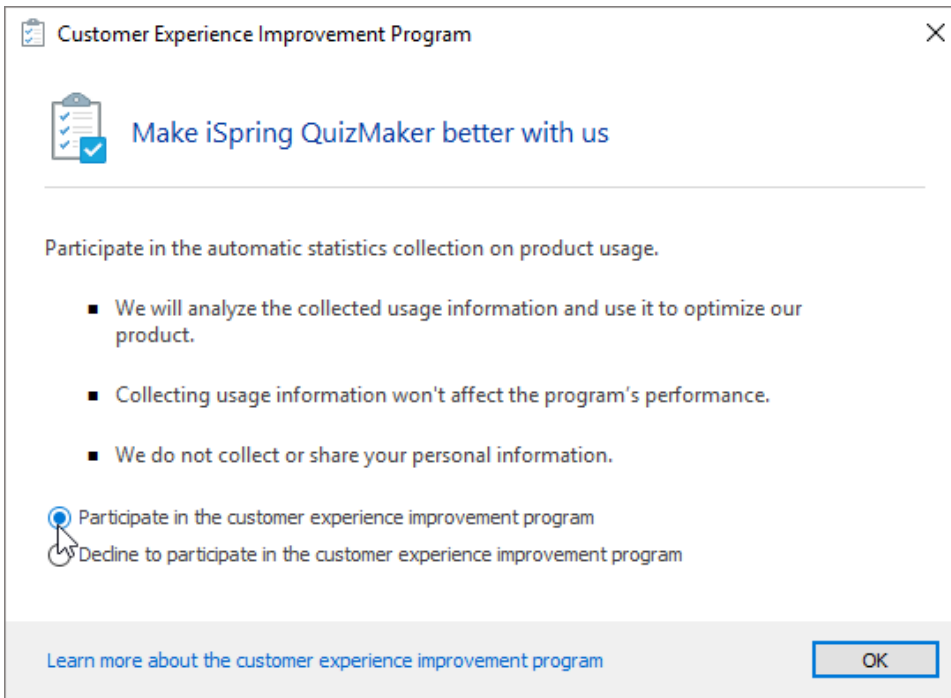 Customer Experience Improvement Program
Make iSpring QuizMaker better with us
Participate in the automatic statistics collection on product usage.
We will analyze the collected usage information and use it to optimize our
product.
Collecting usage information won't affect the program’s performance.
We do not collect or share your personal information.
Participate in the customer experience improvement program
Decline to participate in the customer experience improvement program
Learn more about the customer experience improvement program
OK